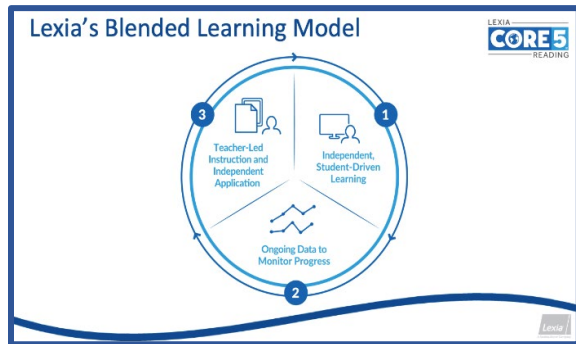 Lexia's Blended Learning Model
LEXIA
CORE5
READING
3
1
Teacher-Led
Instruction and
Independent
Application
Independent,
Student-Driven
Learning
Ongoing Data to
Monitor Progress
2
Lexia